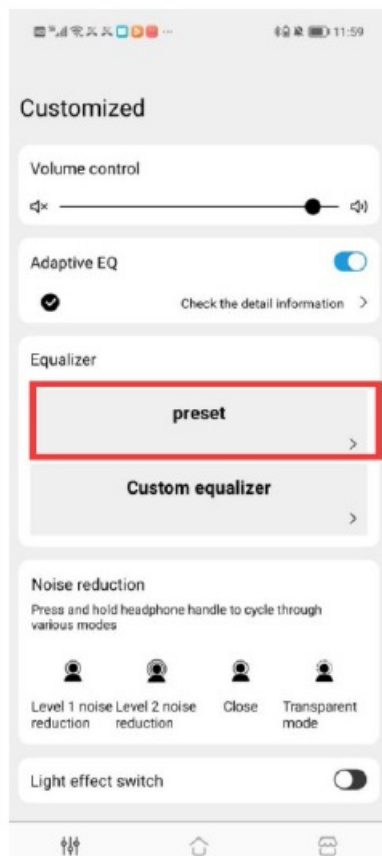 11:59
Customized
Volume control
Adaptive EQ
Check the detail information >
Equalizer
preset
>
Custom equalizer
>
Noise reduction
Press and hold headphone handle to cycle through
various modes
Level 1 noise Level 2 noise Close Transparent
reduction reduction mode
Light effect switch